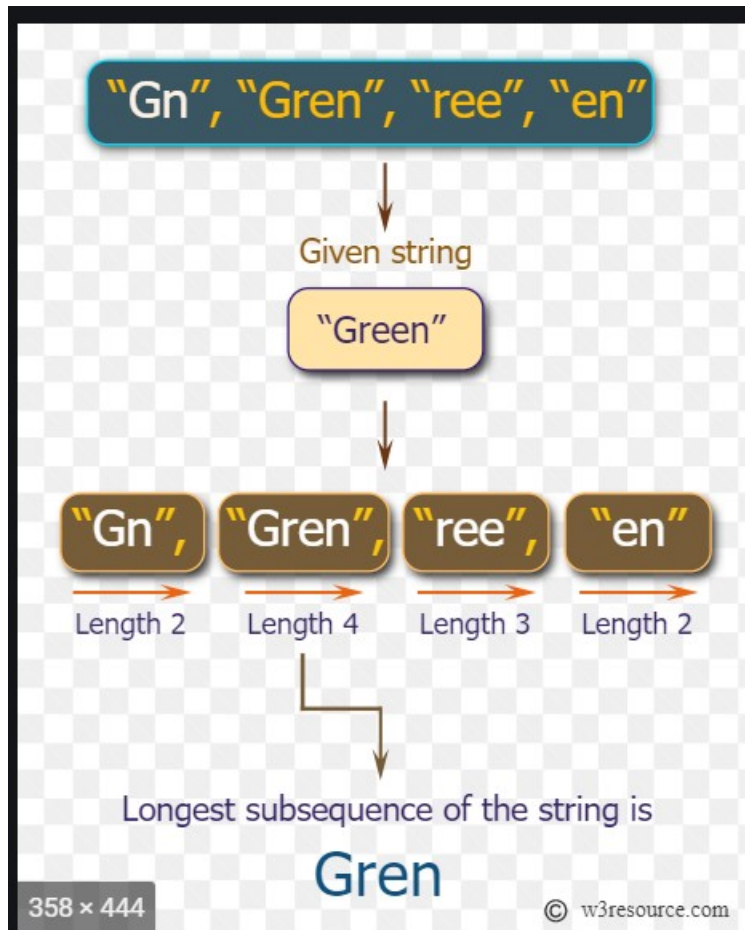 “Gn”, “Gren”, “ree”, “en”
Given string
“Green”
“Gn”, “Gren”, “ree”, “en”
Length 2 Length 4 Length 3 Length 2
Longest subsequence of the string is
Gren
358 × 444 © w3resource.com